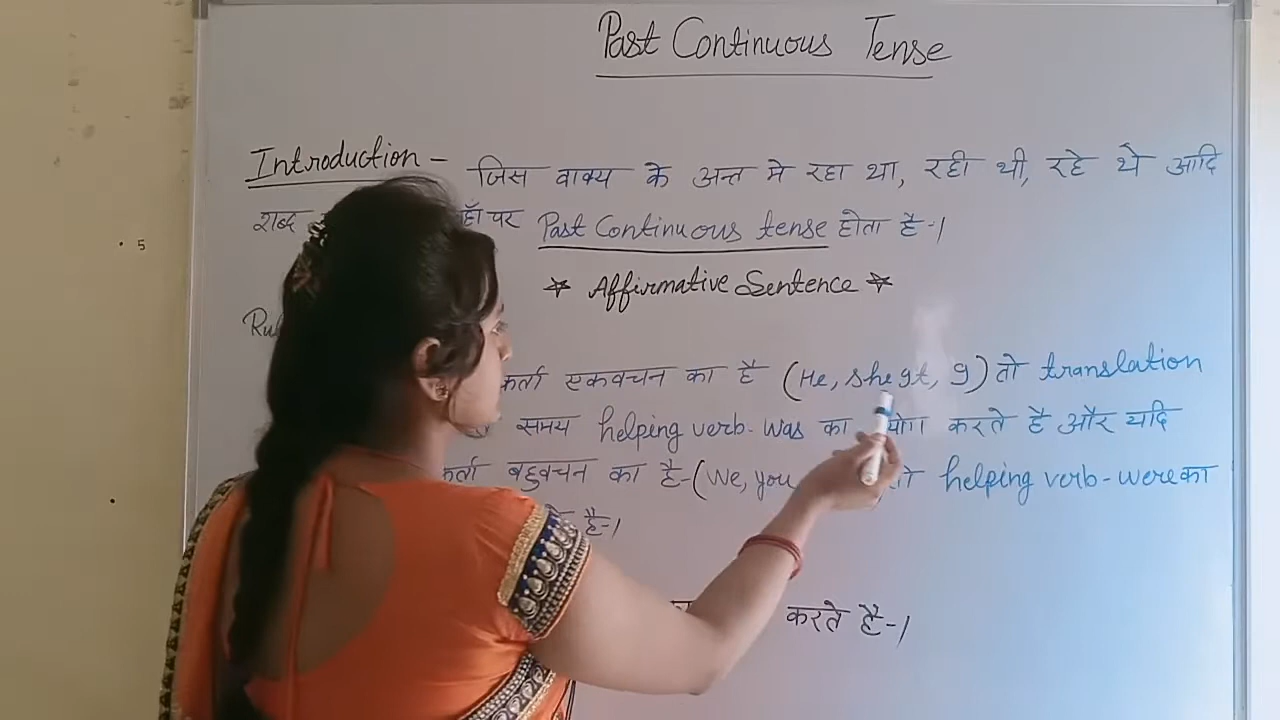 Past Continuous Tense
Introduction – जिस वाक्य के अन्त मे रहा था, रही थी, रहे थे आदि
शब्द हाँ पर Past Continuous tense होता है-।
* Affirmative Sentence *
कर्ता एकवचन का है (He, she It, I) तो translation
समय helping verb- was का करते है और यदि
कर्ता बहुवचन का है-(We, you तो helping verb- were का
है-।
करते है-।
5